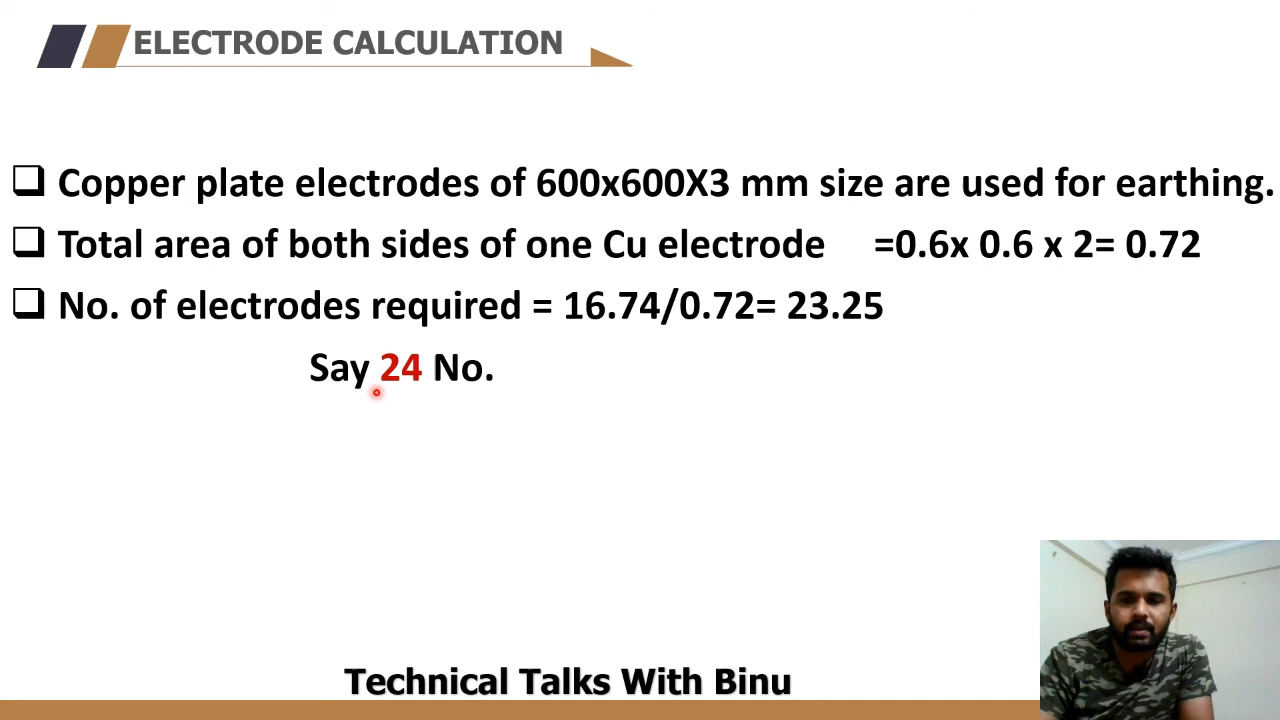 ELECTRODE CALCULATION
Copper plate electrodes of 600x600X3 mm size are used for earthing.
Total area of both sides of one Cu electrode =0.6x 0.6 x 2= 0.72
No. of electrodes required = 16.74/0.72= 23.25
Say 24 No.
Technical Talks With Binu